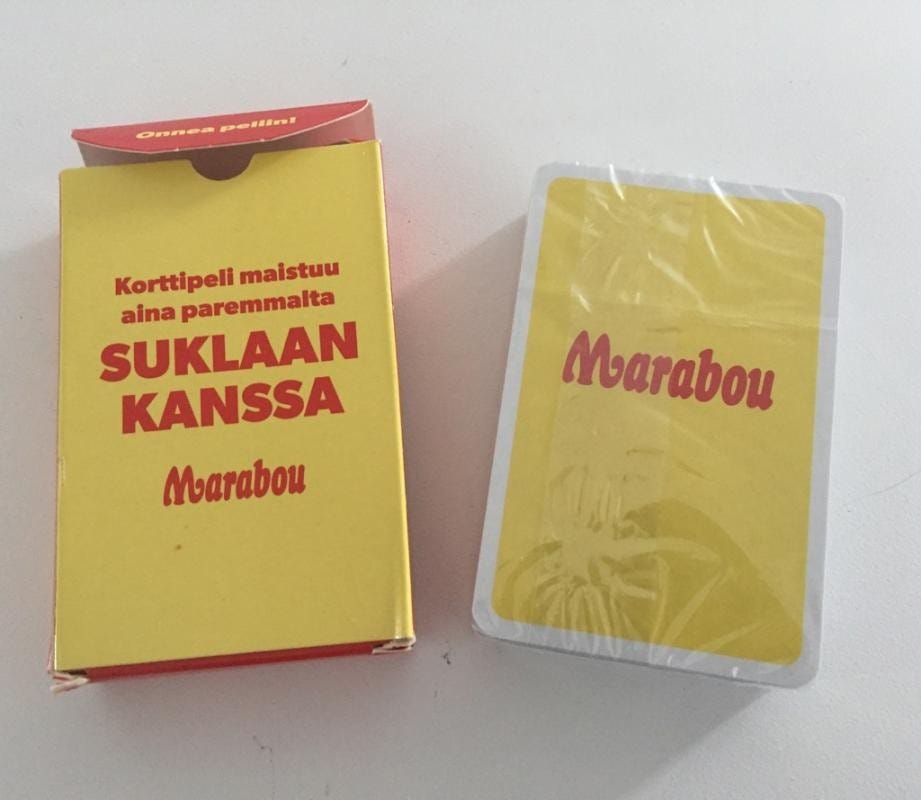 Onnea peliin!
Korttipeli maistuu
aina paremmalta
SUKLAAN
KANSSA
Marabou
Marabou